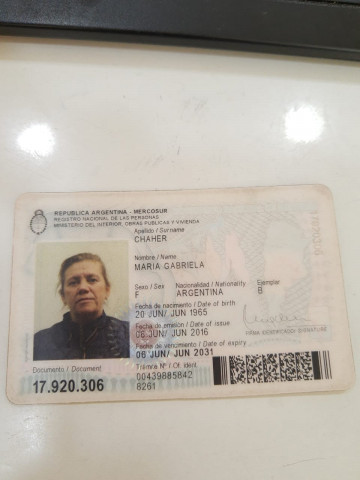 REPUBLICA ARGENTINA - MERCOSUR
REGISTRO NACIONAL DE LAS PERSONAS
MINISTERIO DEL INTERIOR, OBRAS PUBLICAS Y VIVIENDA
Apellido / Surname
CHAHER
Nombre / Name
MARIA GABRIELA
Sexo / Sex Nacionalidad / Nationality Ejemplar
F ARGENTINA B
Fecha de nacimiento / Date of birth
20 JUN/ JUN 1965
Fecha de emisión / Date of issue
06 JUN/ JUN 2016
Fecha de vencimiento / Date of expiry
06 JUN/ JUN 2031
FIRMA IDENTIFICADO / SIGNATURE
Documento / Document
17.920.306
Trámite Nº / Of. ident.
00439885842
8261